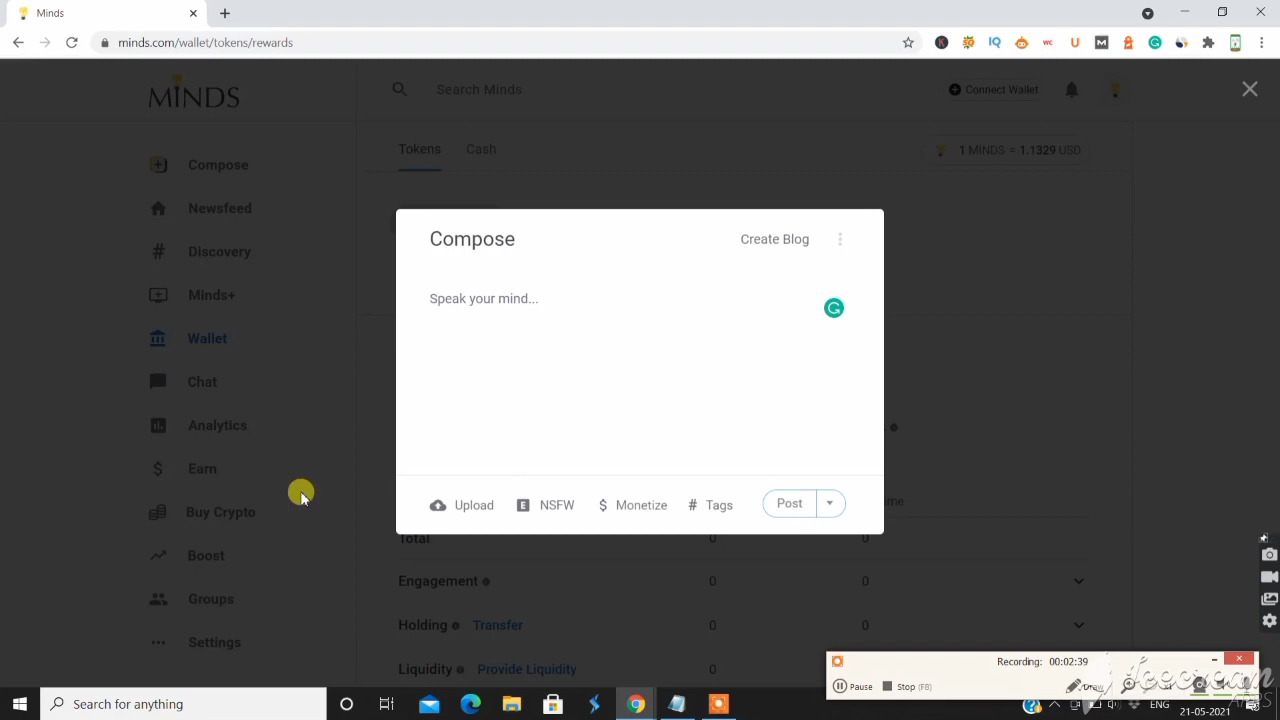 Minds
minds.com/wallet/tokens/rewards
MINDS
Search Minds
Connect Wallet
Compose
Newsfeed
Discovery
Minds+
Wallet
Chat
Analytics
Earn
Buy Crypto
Boost
Groups
Settings
Tokens
Cash
1 MINDS = 1.1329 USD
Compose
Create Blog
Speak your mind...
Upload
NSFW
Monetize
Tags
Post
Total 0 0
Engagement 0 0
Holding Transfer 0 0
Liquidity Provide Liquidity 0
Recording: 00:02:39
Pause
Stop (F8)
Draw
icecream
APPS
Search for anything
ENG
21-05-2021